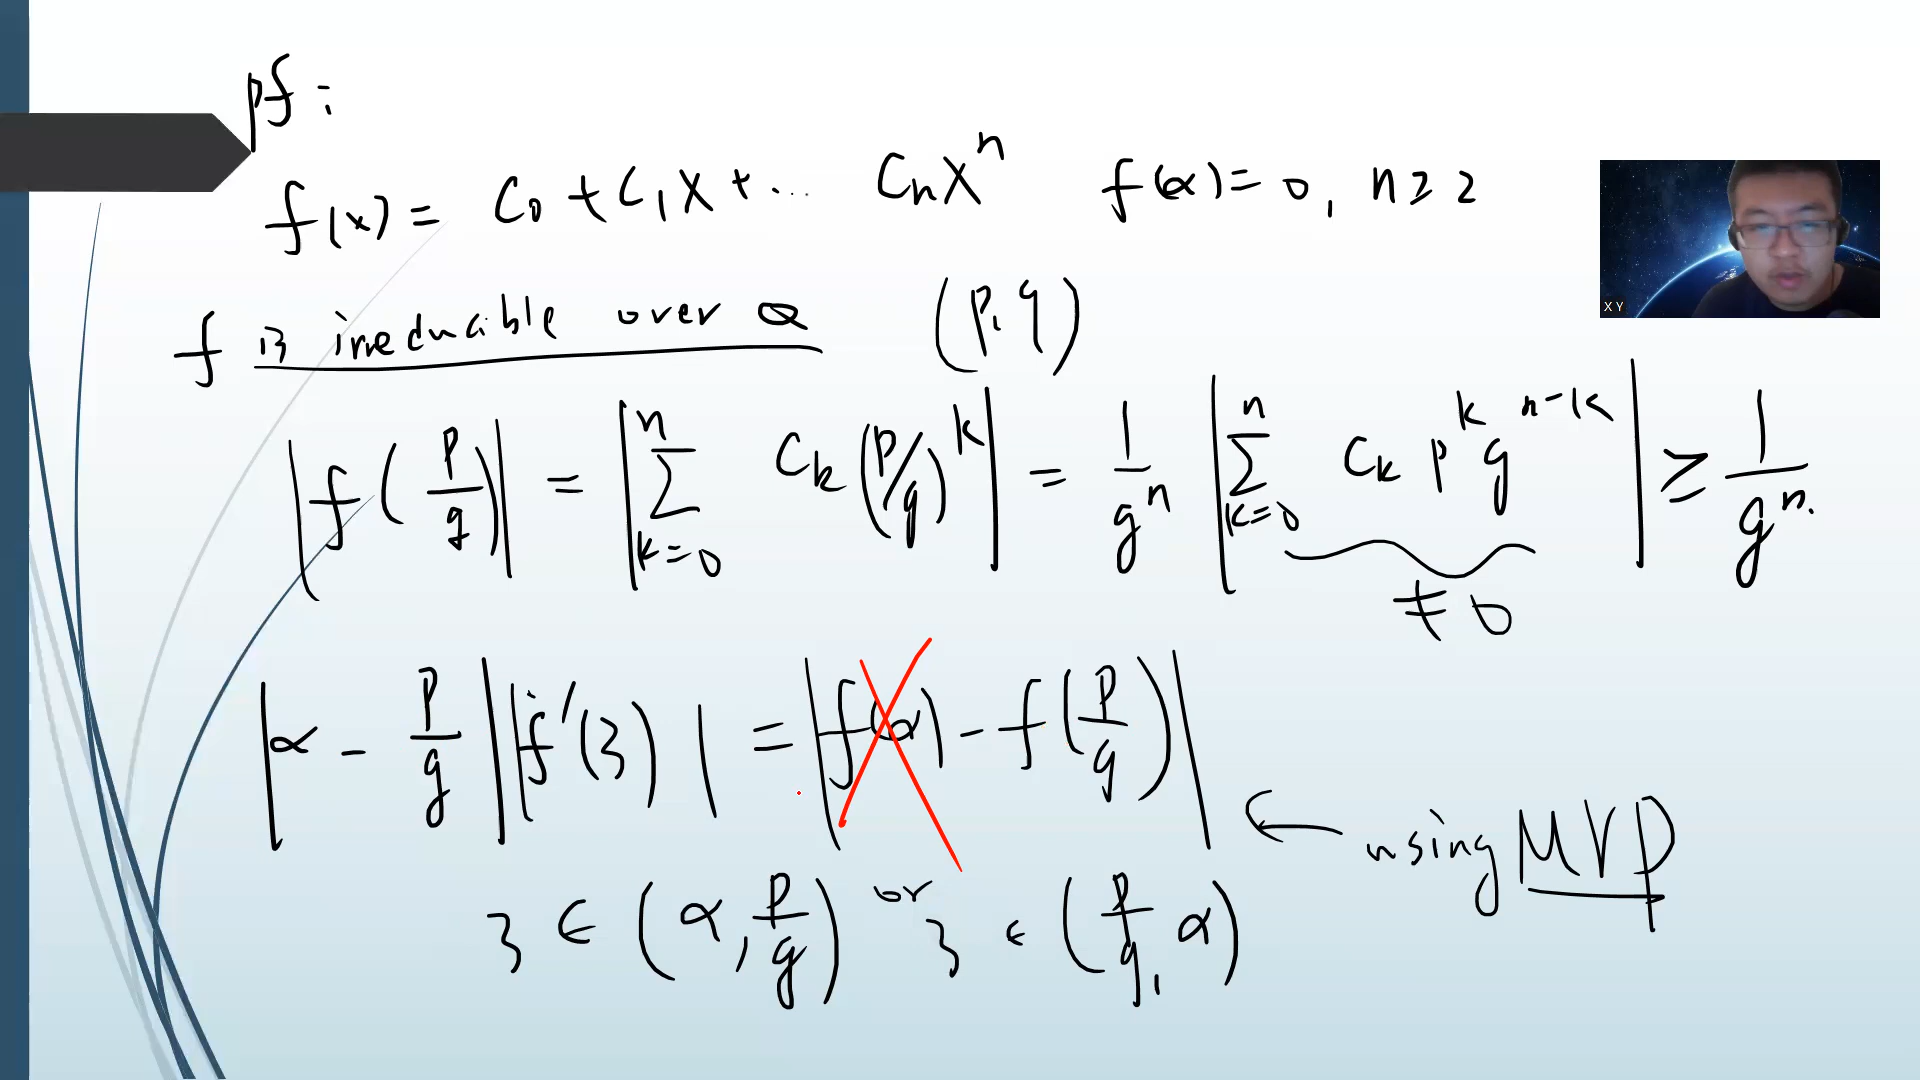 pf:
f(x) = C₀ + C₁X + ... CₙXⁿ f(α) = 0, n ≥ 2
f is irreducible over Q (p, q)
|f(p/q)| = |∑ₖ₌₀ⁿ Cₖ (p/q)ᵏ| = 1/qⁿ |∑ₖ₌₀ⁿ Cₖ pᵏ qⁿ⁻ᵏ| ≥ 1/qⁿ.
≠ 0
|α - p/q| |f'(ξ)| = |f(α) - f(p/q)|
← using MVP
ξ ∈ (α, p/q) or ξ ∈ (p/q, α)
X Y